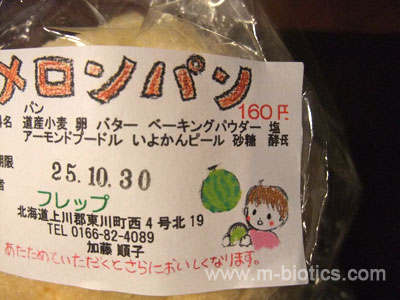 メロンパン
160円
パン
料名 道産小麦 卵 バター ベーキングパウダー 塩
アーモンドプードル いよかんピール 砂糖 酵母
期限 25.10.30
者 フレップ
北海道上川郡東川町西4号北19
TEL 0166-82-4089
加藤 順子
あたためていただくとさらにおいしくなります。
www.m-biotics.com